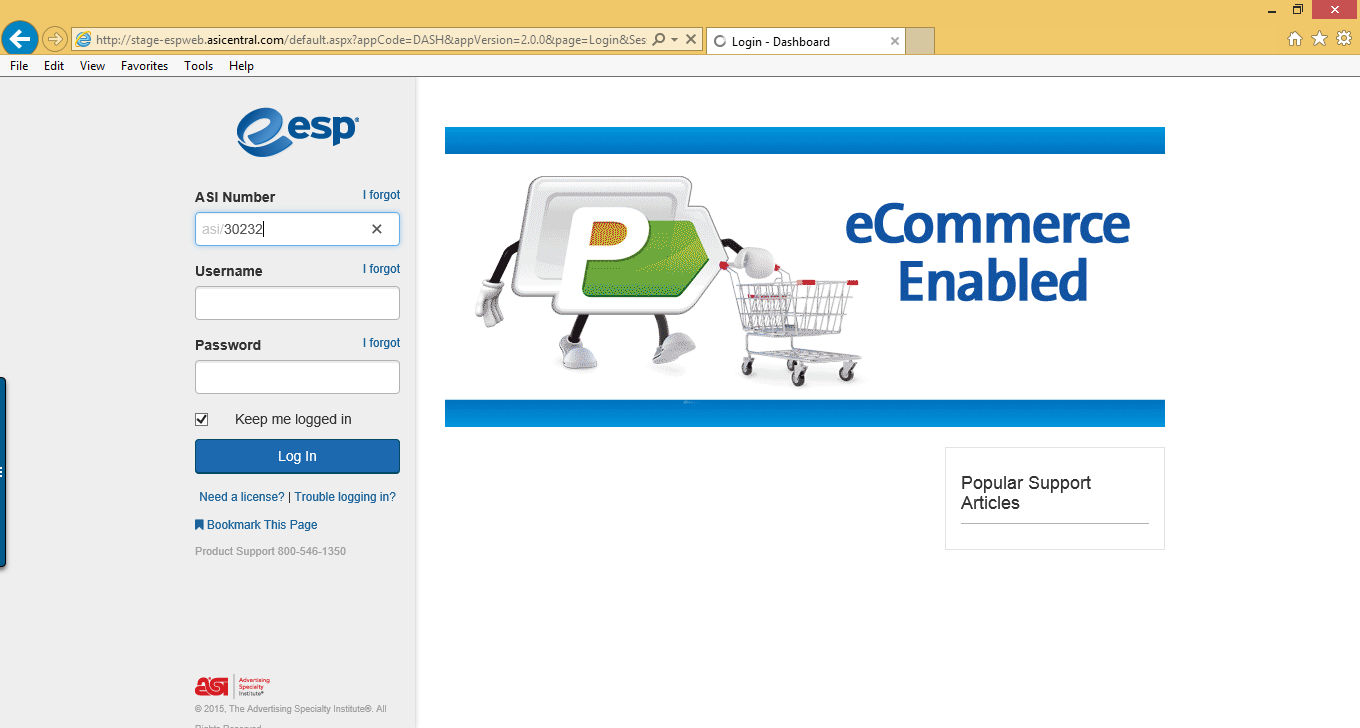 http://stage-espweb.asicentral.com/default.aspx?appCode=DASH&appVersion=2.0.0&page=Login&Ses
Login - Dashboard
File Edit View Favorites Tools Help
esp
ASI Number I forgot
asi/30232
Username I forgot
Password I forgot
Keep me logged in
Log In
Need a license? | Trouble logging in?
Bookmark This Page
Product Support 800-546-1350
asi Advertising
Specialty
Institute®
© 2015, The Advertising Specialty Institute®. All
Rights Reserved.
P
eCommerce
Enabled
Popular Support
Articles